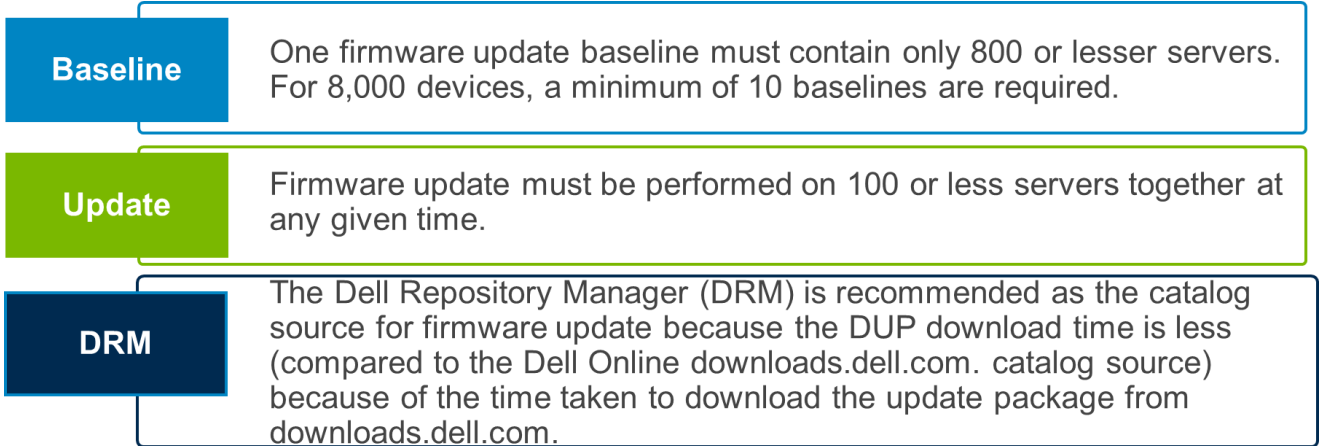 Baseline
One firmware update baseline must contain only 800 or lesser servers.
For 8,000 devices, a minimum of 10 baselines are required.
Update
Firmware update must be performed on 100 or less servers together at
any given time.
DRM
The Dell Repository Manager (DRM) is recommended as the catalog
source for firmware update because the DUP download time is less
(compared to the Dell Online downloads.dell.com. catalog source)
because of the time taken to download the update package from
downloads.dell.com.